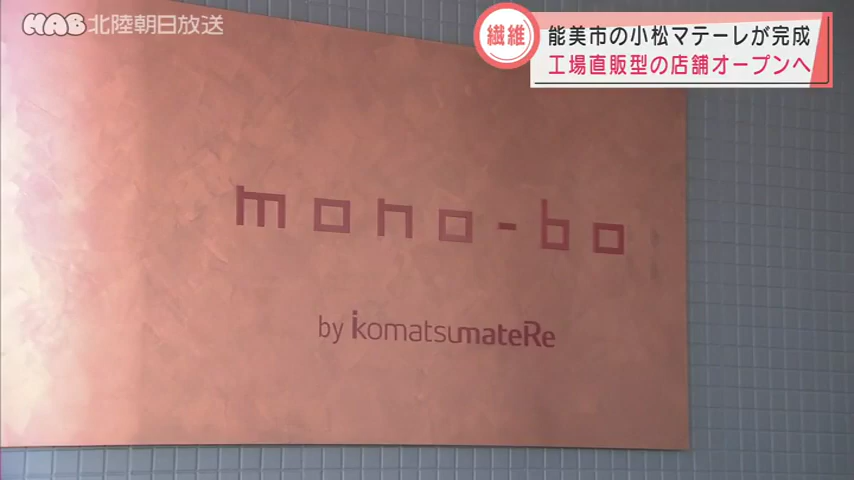 HAB北陸朝日放送
繊維
能美市の小松マテーレが完成
工場直販型の店舗オープンへ
mono-bo
by komatsumateRe